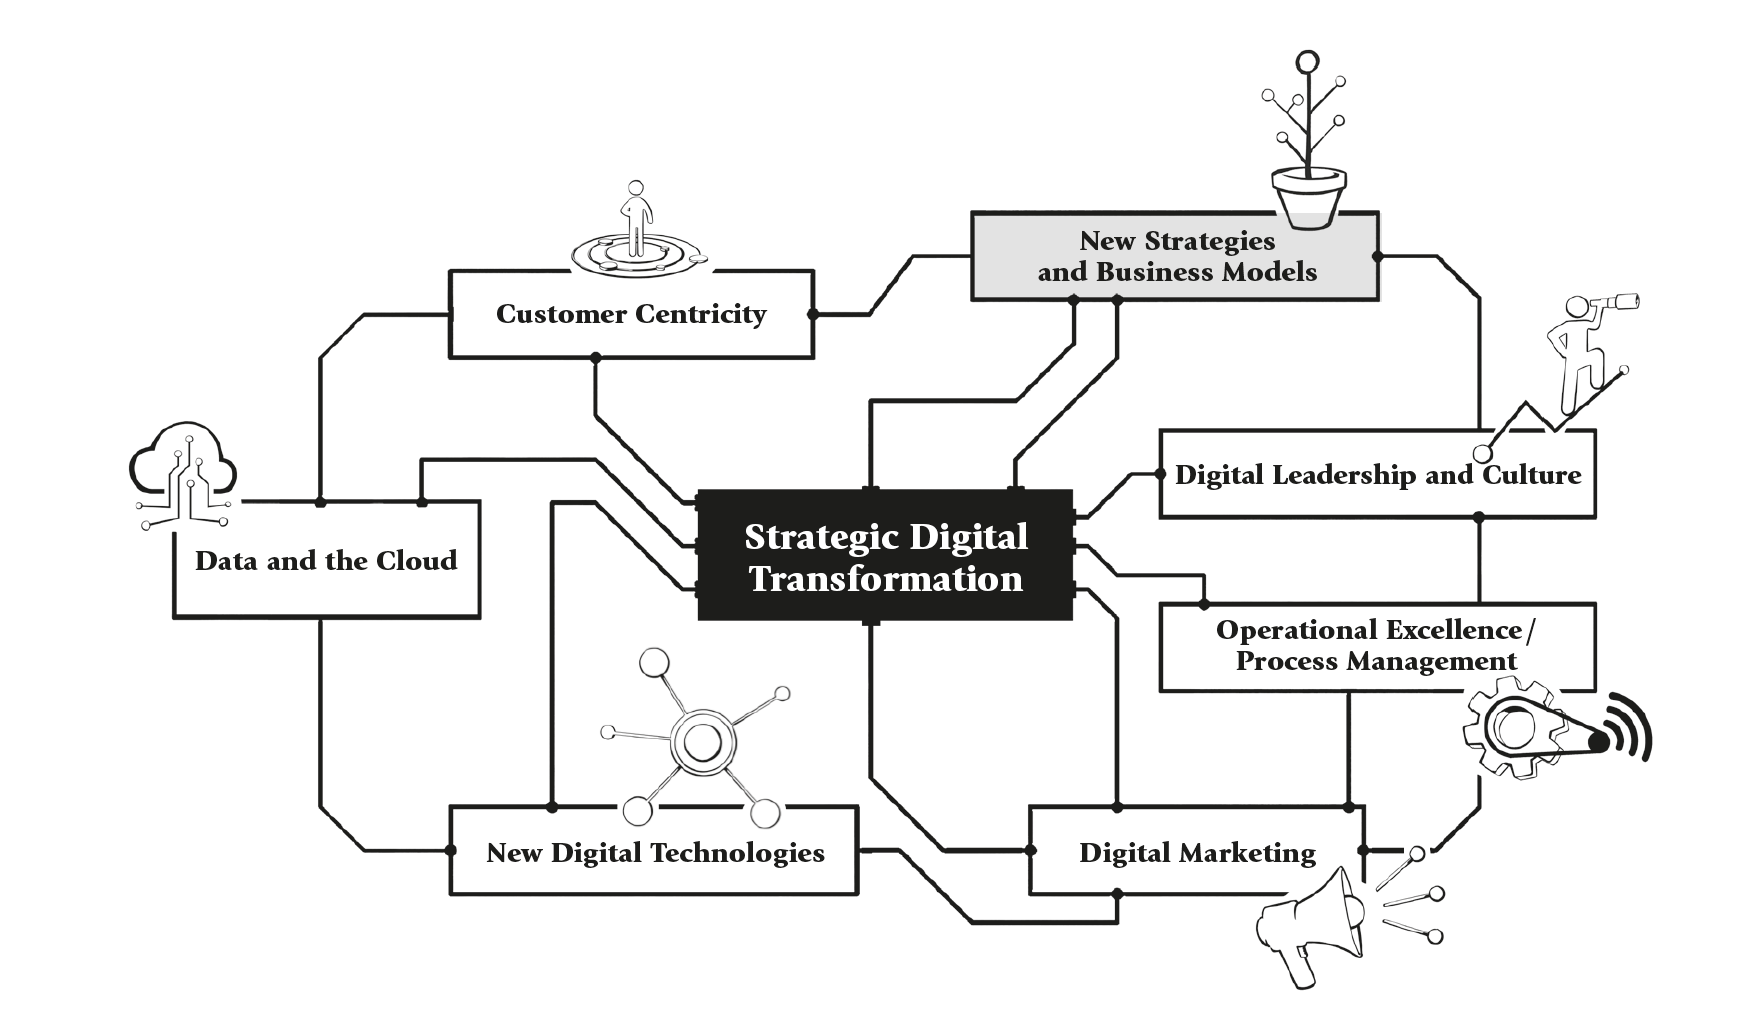 New Strategies
and Business Models
Customer Centricity
Digital Leadership and Culture
Strategic Digital
Transformation
Data and the Cloud
Operational Excellence/
Process Management
New Digital Technologies
Digital Marketing